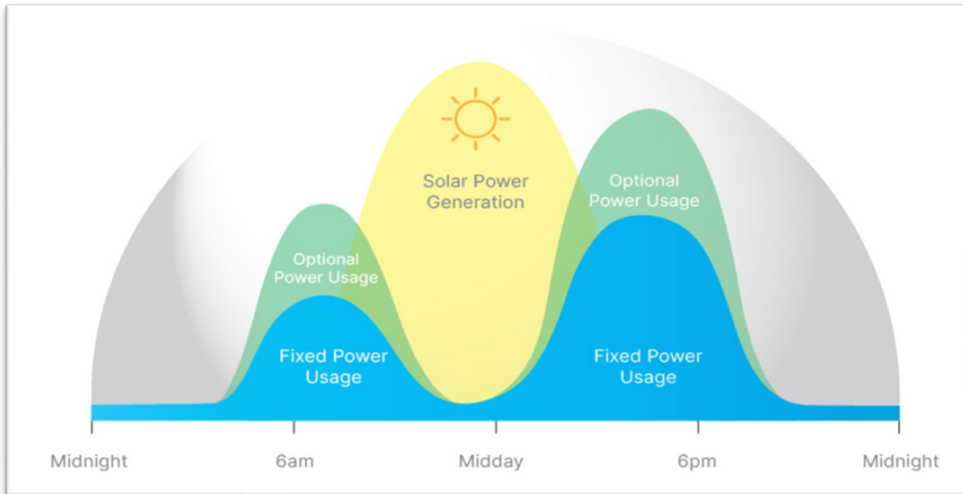 Solar Power
Generation
Optional
Power Usage
Optional
Power Usage
Fixed Power
Usage
Fixed Power
Usage
Midnight
6am
Midday
6pm
Midnight